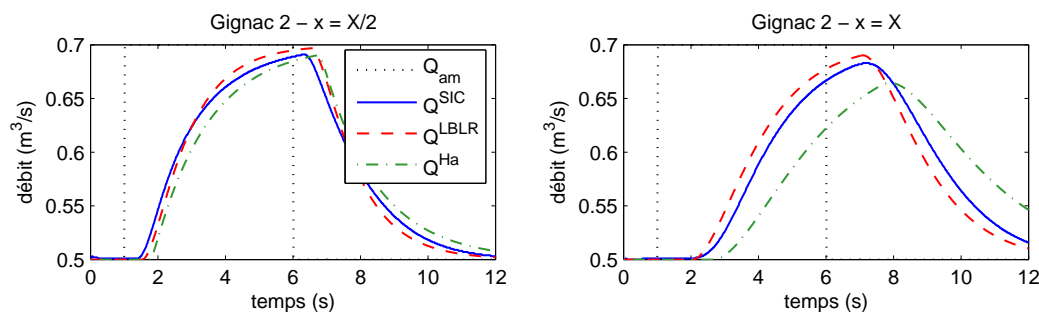 Gignac 2 − x = X/2
débit (m³/s)
0.7
0.65
0.6
0.55
0.5
0 2 4 6 8 10 12
temps (s)
Q_am
Q^SIC
Q^LBLR
Q^Ha
Gignac 2 − x = X
débit (m³/s)
0.7
0.65
0.6
0.55
0.5
0 2 4 6 8 10 12
temps (s)